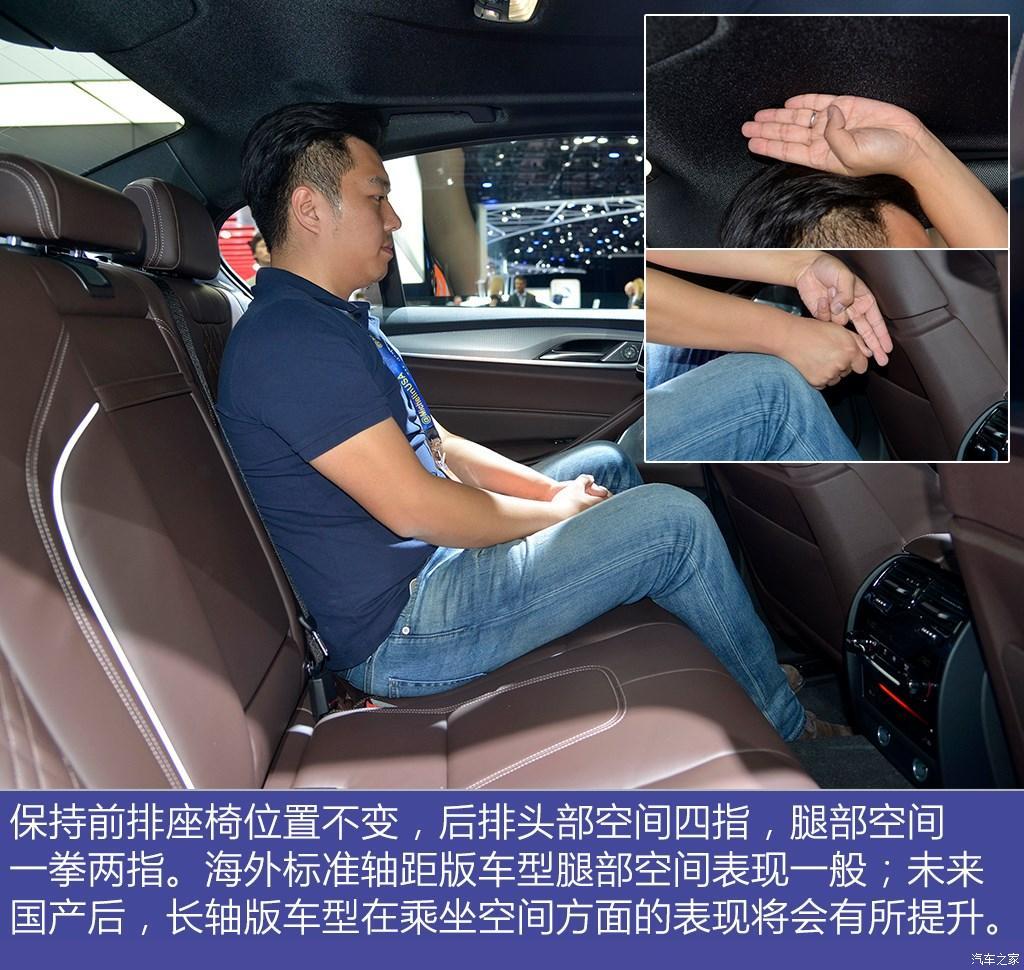 @MichelinUSA
保持前排座椅位置不变，后排头部空间四指，腿部空间
一拳两指。海外标准轴距版车型腿部空间表现一般；未来
国产后，长轴版车型在乘坐空间方面的表现将会有所提升。
汽车之家